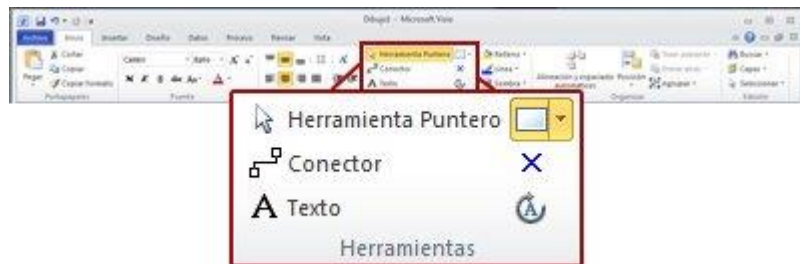 Dibujo1 - Microsoft Visio
Archivo Inicio Insertar Diseño Datos Proceso Revisar Vista
Cortar
Copiar
Pegar Copiar formato
Portapapeles
Fuente
Calibri
Herramienta Puntero
Conector
Texto
Relleno
Línea
Sombra
Alineación y espaciado automáticos
Posición
Agrupar
Organizar
Buscar
Capas
Seleccionar
Edición
Herramienta Puntero
Conector
A Texto
Herramientas